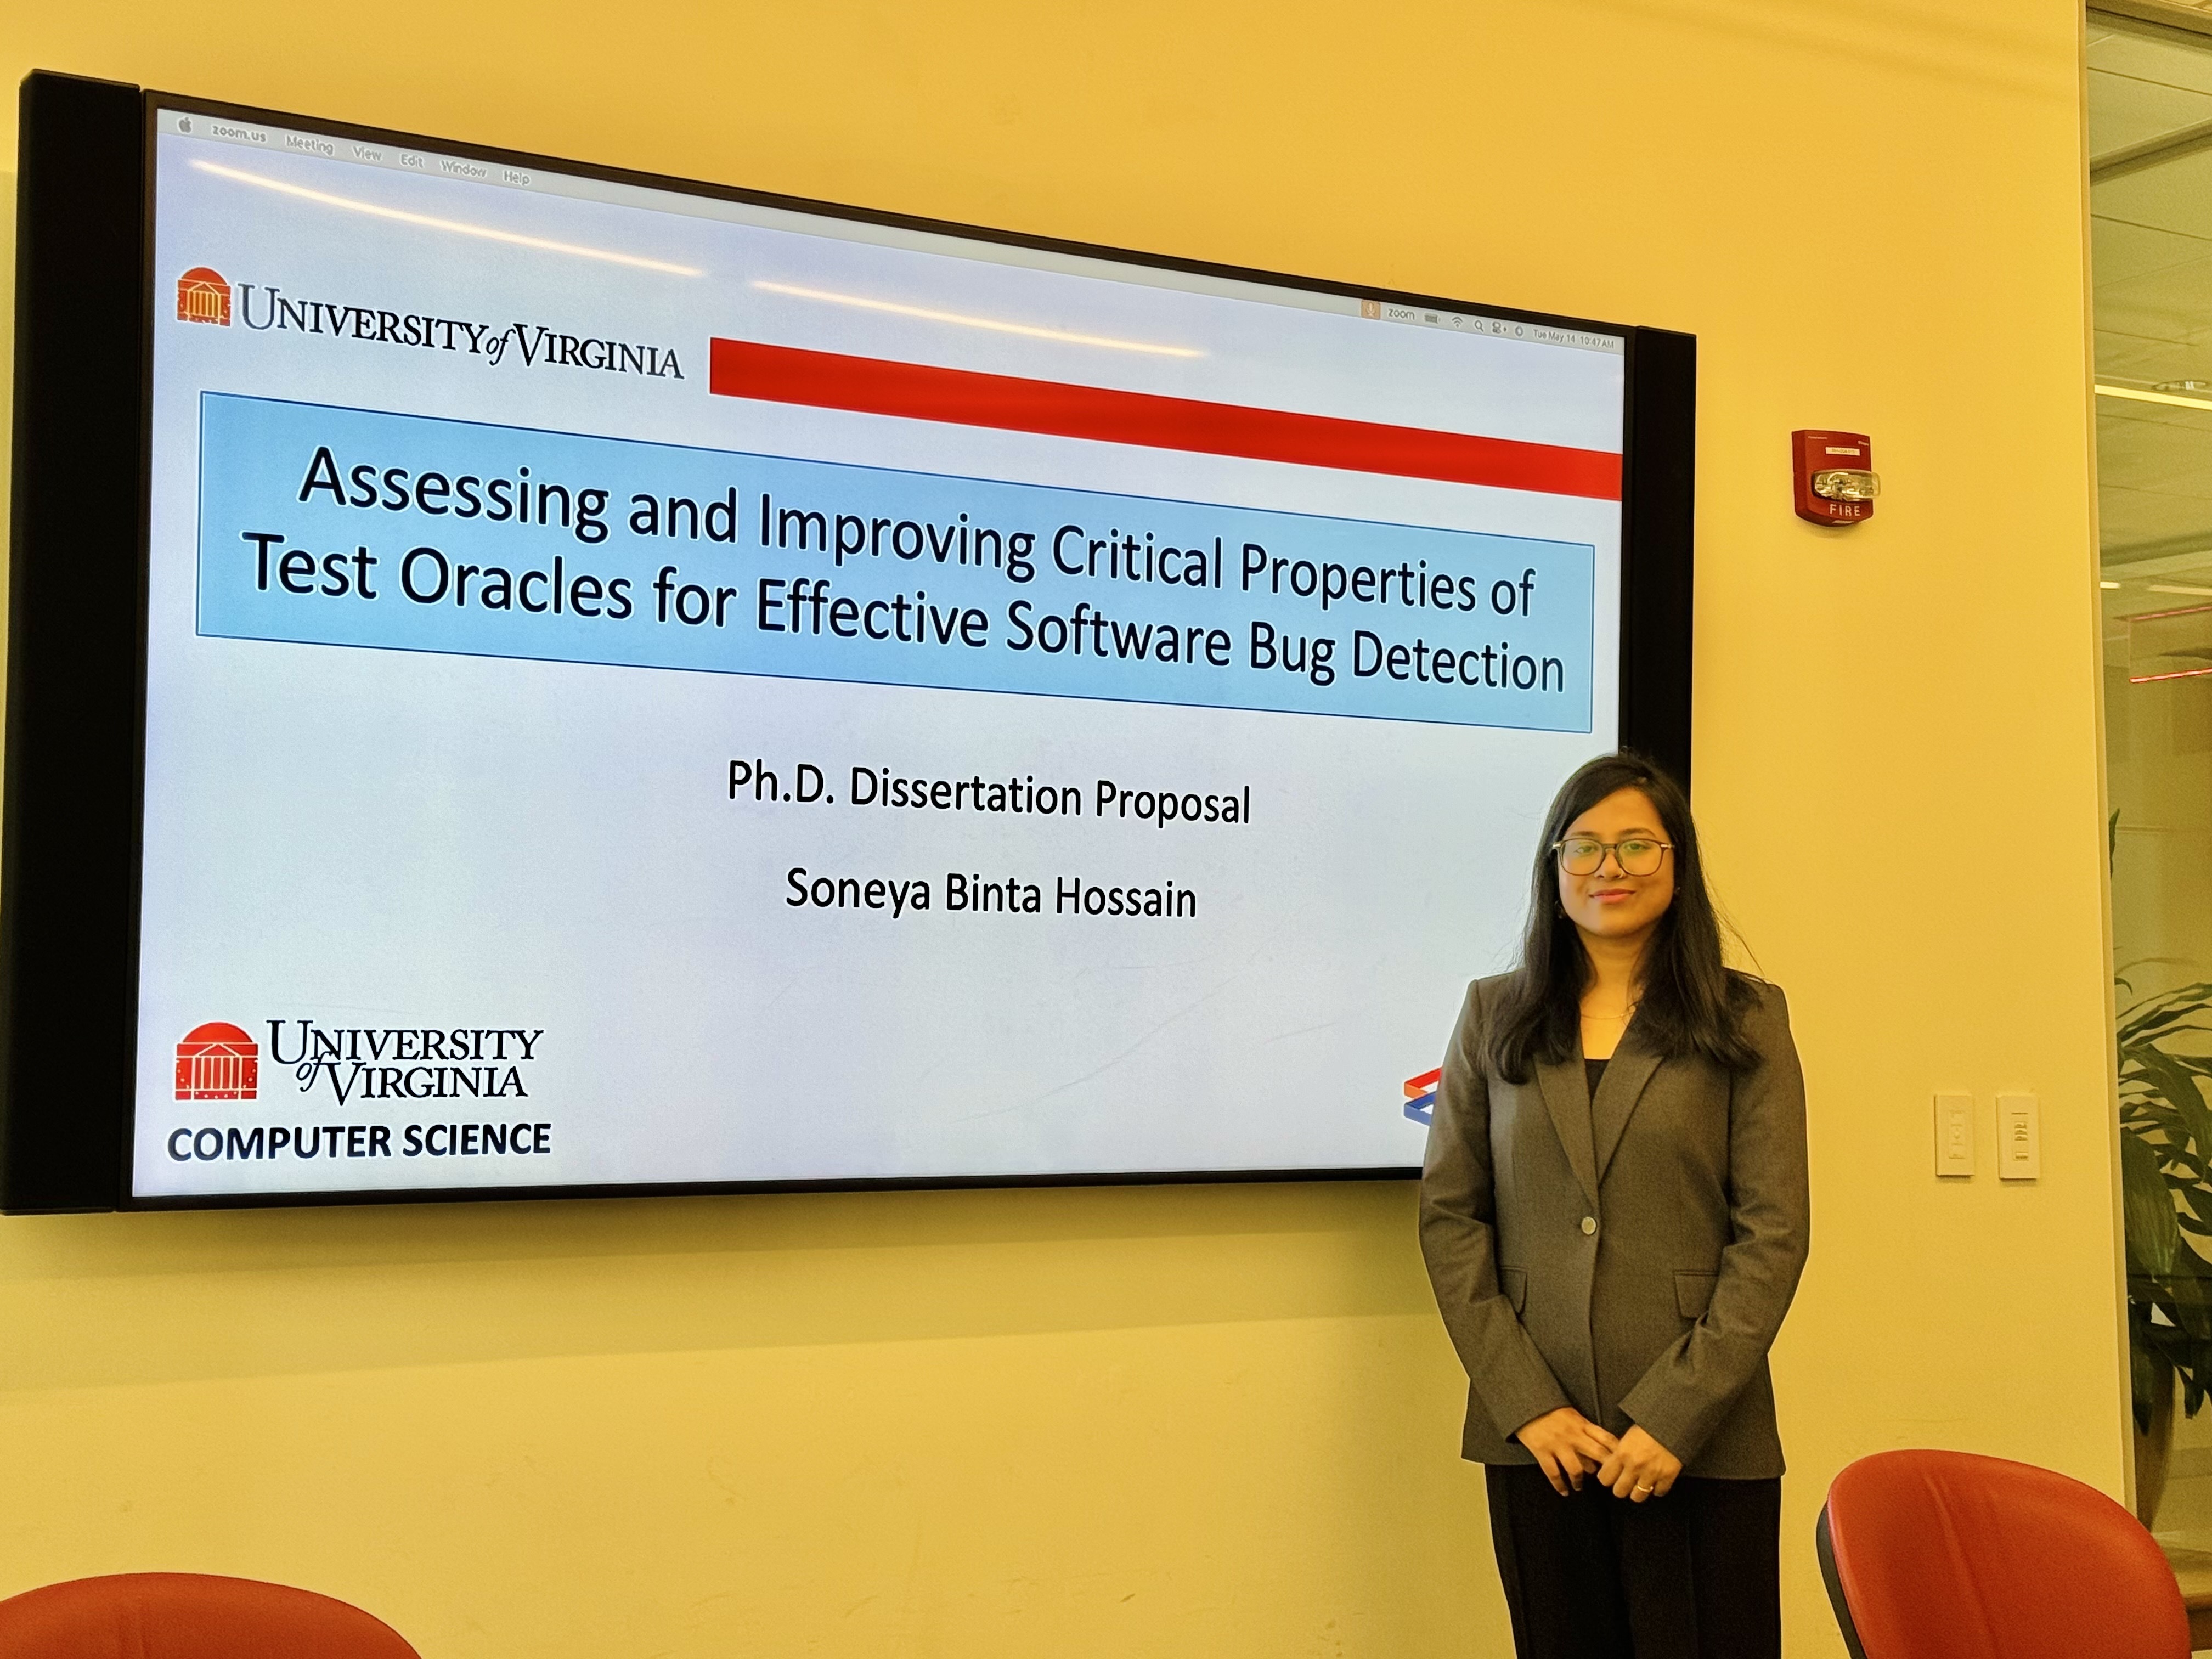 zoom.us Meeting View Edit Window Help
zoom Tue May 14 10:47 AM
UNIVERSITY of VIRGINIA
Assessing and Improving Critical Properties of
Test Oracles for Effective Software Bug Detection
Ph.D. Dissertation Proposal
Soneya Binta Hossain
UNIVERSITY
of VIRGINIA
COMPUTER SCIENCE
FIRE